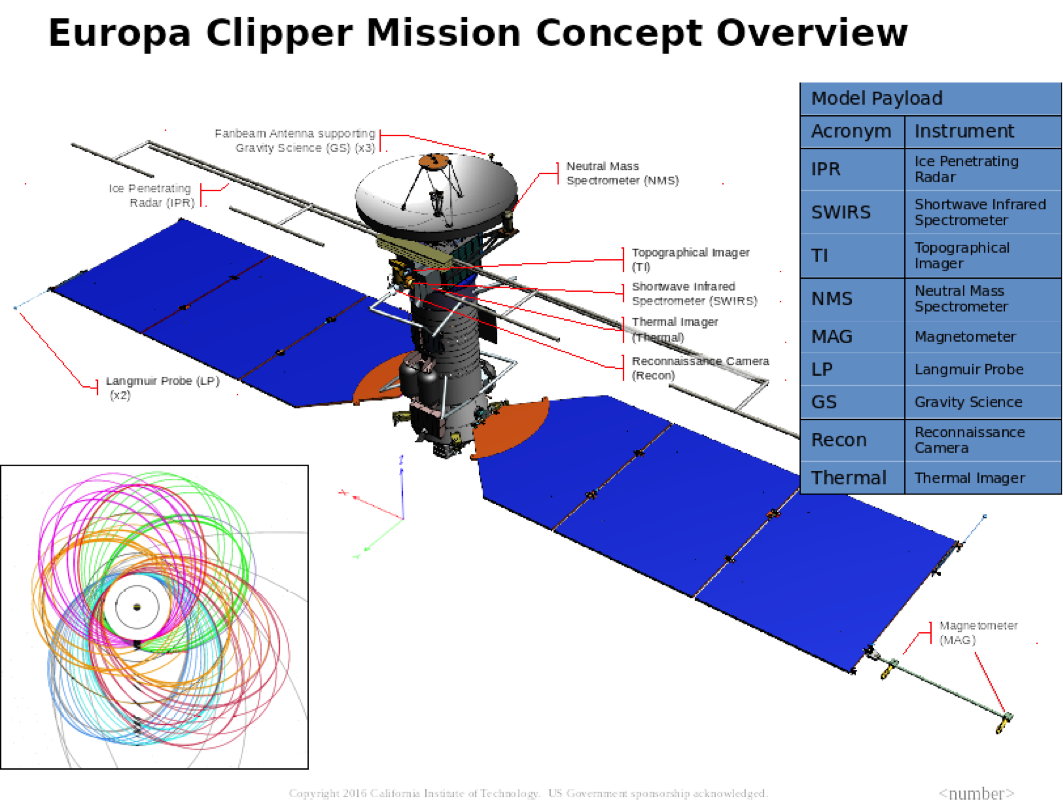 Europa Clipper Mission Concept Overview
Fanbeam Antenna supporting
Gravity Science (GS) (x3)
Neutral Mass
Spectrometer (NMS)
Ice Penetrating
Radar (IPR)
Topographical Imager
(TI)
Shortwave Infrared
Spectrometer (SWIRS)
Thermal Imager
(Thermal)
Reconnaissance Camera
(Recon)
Langmuir Probe (LP)
(x2)
Magnetometer
(MAG)
Model Payload
Acronym Instrument
IPR Ice Penetrating
Radar
SWIRS Shortwave Infrared
Spectrometer
TI Topographical
Imager
NMS Neutral Mass
Spectrometer
MAG Magnetometer
LP Langmuir Probe
GS Gravity Science
Recon Reconnaissance
Camera
Thermal Thermal Imager
Copyright 2016 California Institute of Technology. US Government sponsorship acknowledged.
<number>